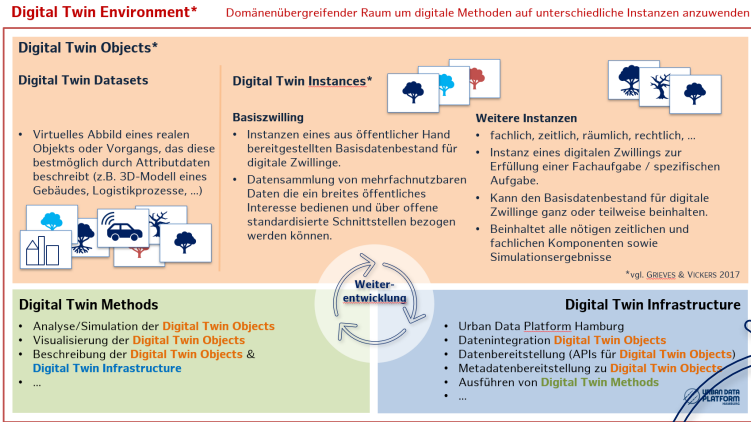 Digital Twin Environment*
Domänenübergreifender Raum um digitale Methoden auf unterschiedliche Instanzen anzuwenden
Digital Twin Objects*
Digital Twin Datasets
• Virtuelles Abbild eines realen
Objekts oder Vorgangs, das diese
bestmöglich durch Attributdaten
beschreibt (z.B. 3D-Modell eines
Gebäudes, Logistikprozesse, ...)
Digital Twin Instances*
Basiszwilling
• Instanzen eines aus öffentlicher Hand
bereitgestellten Basisdatenbestand für
digitale Zwillinge.
• Datensammlung von mehrfachnutzbaren
Daten die ein breites öffentliches
Interesse bedienen und über offene
standardisierte Schnittstellen bezogen
werden können.
Weitere Instanzen
• fachlich, zeitlich, räumlich, rechtlich, ...
• Instanz eines digitalen Zwillings zur
Erfüllung einer Fachaufgabe / spezifischen
Aufgabe.
• Kann den Basisdatenbestand für digitale
Zwillinge ganz oder teilweise beinhalten.
• Beinhaltet alle nötigen zeitlichen und
fachlichen Komponenten sowie
Simulationsergebnisse
*vgl. GRIEVES & VICKERS 2017
Weiter-
entwicklung
Digital Twin Methods
• Analyse/Simulation der Digital Twin Objects
• Visualisierung der Digital Twin Objects
• Beschreibung der Digital Twin Objects &
Digital Twin Infrastructure
• ...
Digital Twin Infrastructure
• Urban Data Platform Hamburg
• Datenintegration Digital Twin Objects
• Datenbereitstellung (APIs für Digital Twin Objects)
• Metadatenbereitstellung zu Digital Twin Objects
• Ausführen von Digital Twin Methods
• ...
URBAN DATA
PLATFORM
HAMBURG